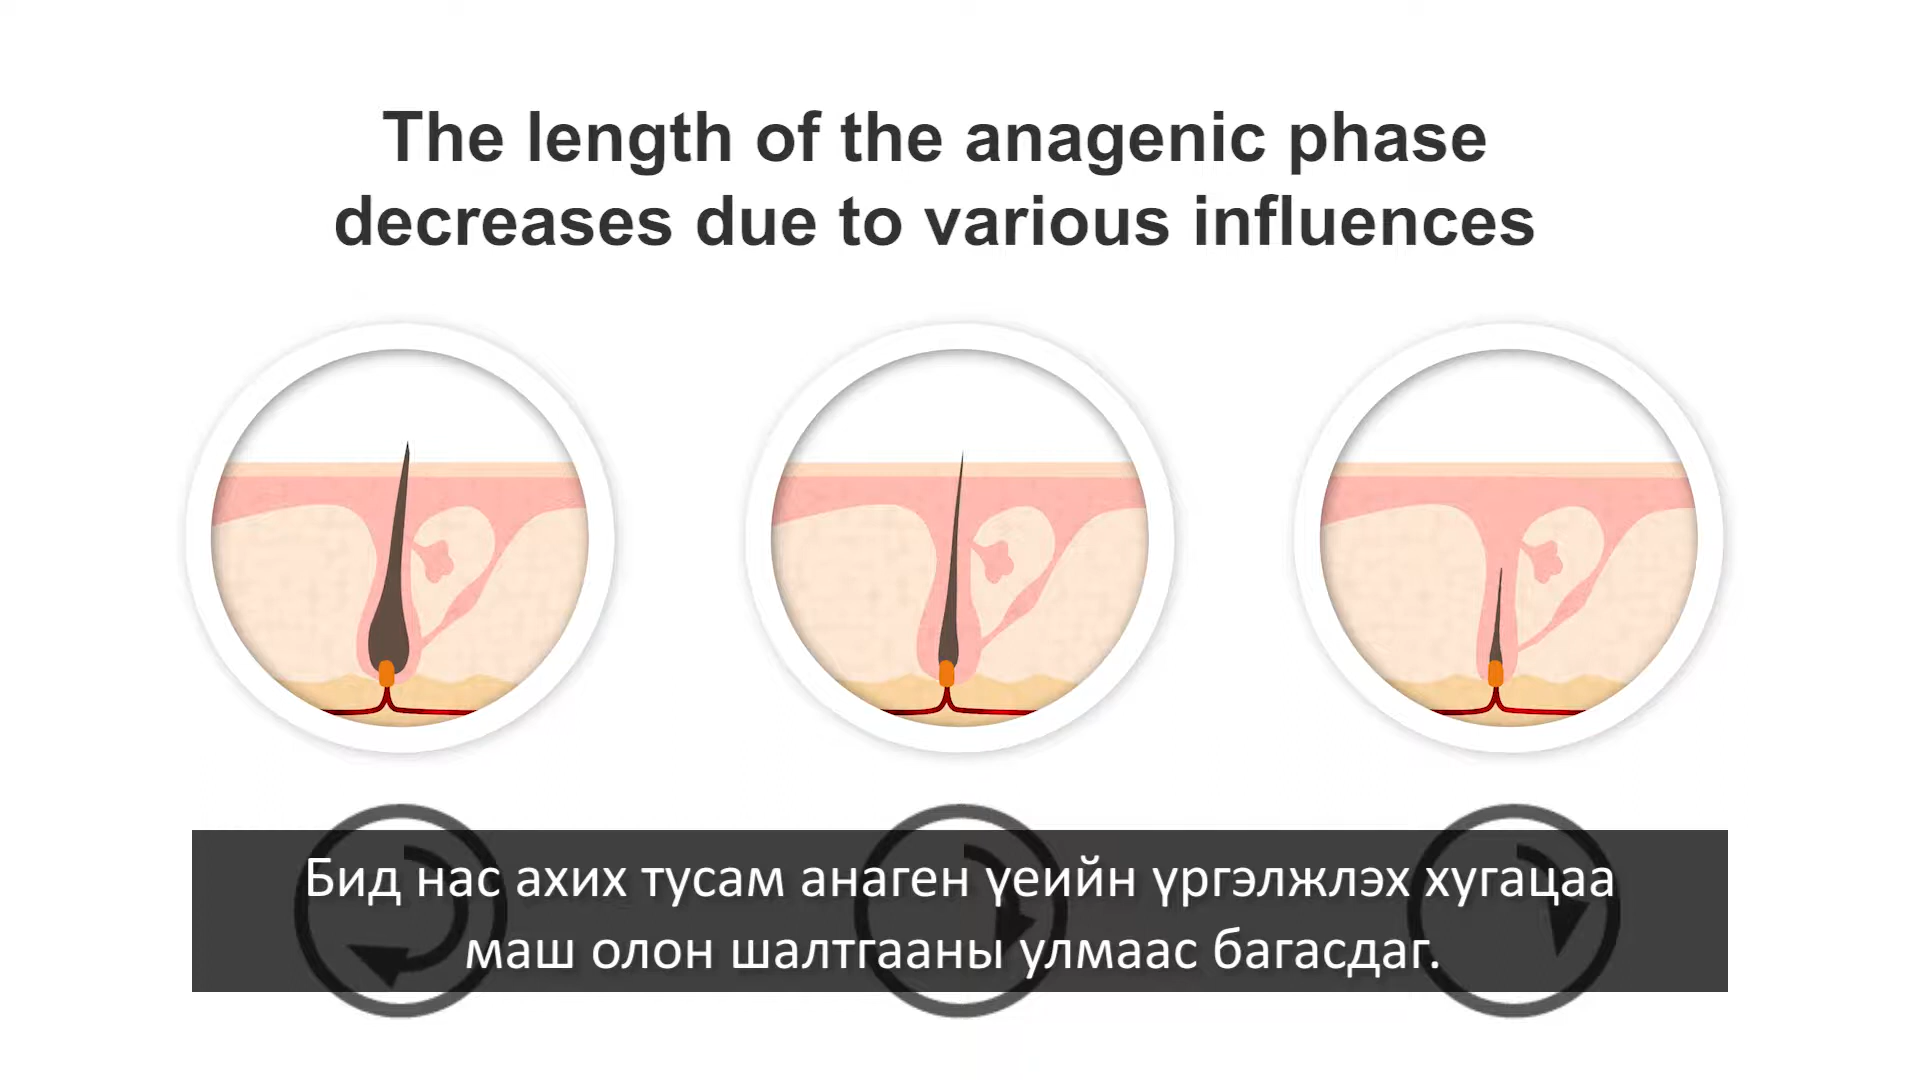 The length of the anagenic phase
decreases due to various influences
Бид нас ахих тусам анаген үеийн үргэлжлэх хугацаа
маш олон шалтгааны улмаас багасдаг.